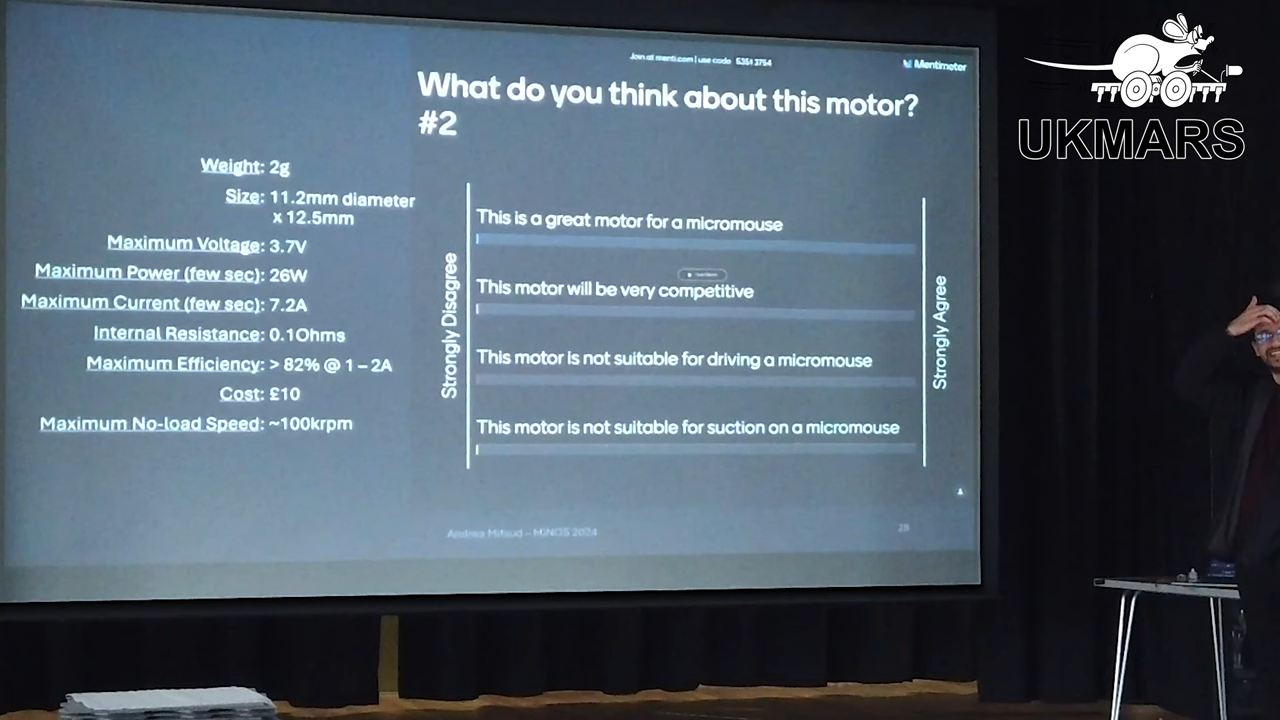 Join at menti.com | use code 5351 3754
Mentimeter
What do you think about this motor?
#2
Weight: 2g
Size: 11.2mm diameter
x 12.5mm
Maximum Voltage: 3.7V
Maximum Power (few sec): 26W
Maximum Current (few sec): 7.2A
Internal Resistance: 0.1Ohms
Maximum Efficiency: > 82% @ 1 – 2A
Cost: £10
Maximum No-load Speed: ~100krpm
Strongly Disagree
This is a great motor for a micromouse
This motor will be very competitive
This motor is not suitable for driving a micromouse
This motor is not suitable for suction on a micromouse
Strongly Agree
Andrea Mifsud – MINOS 2024
28
UKMARS